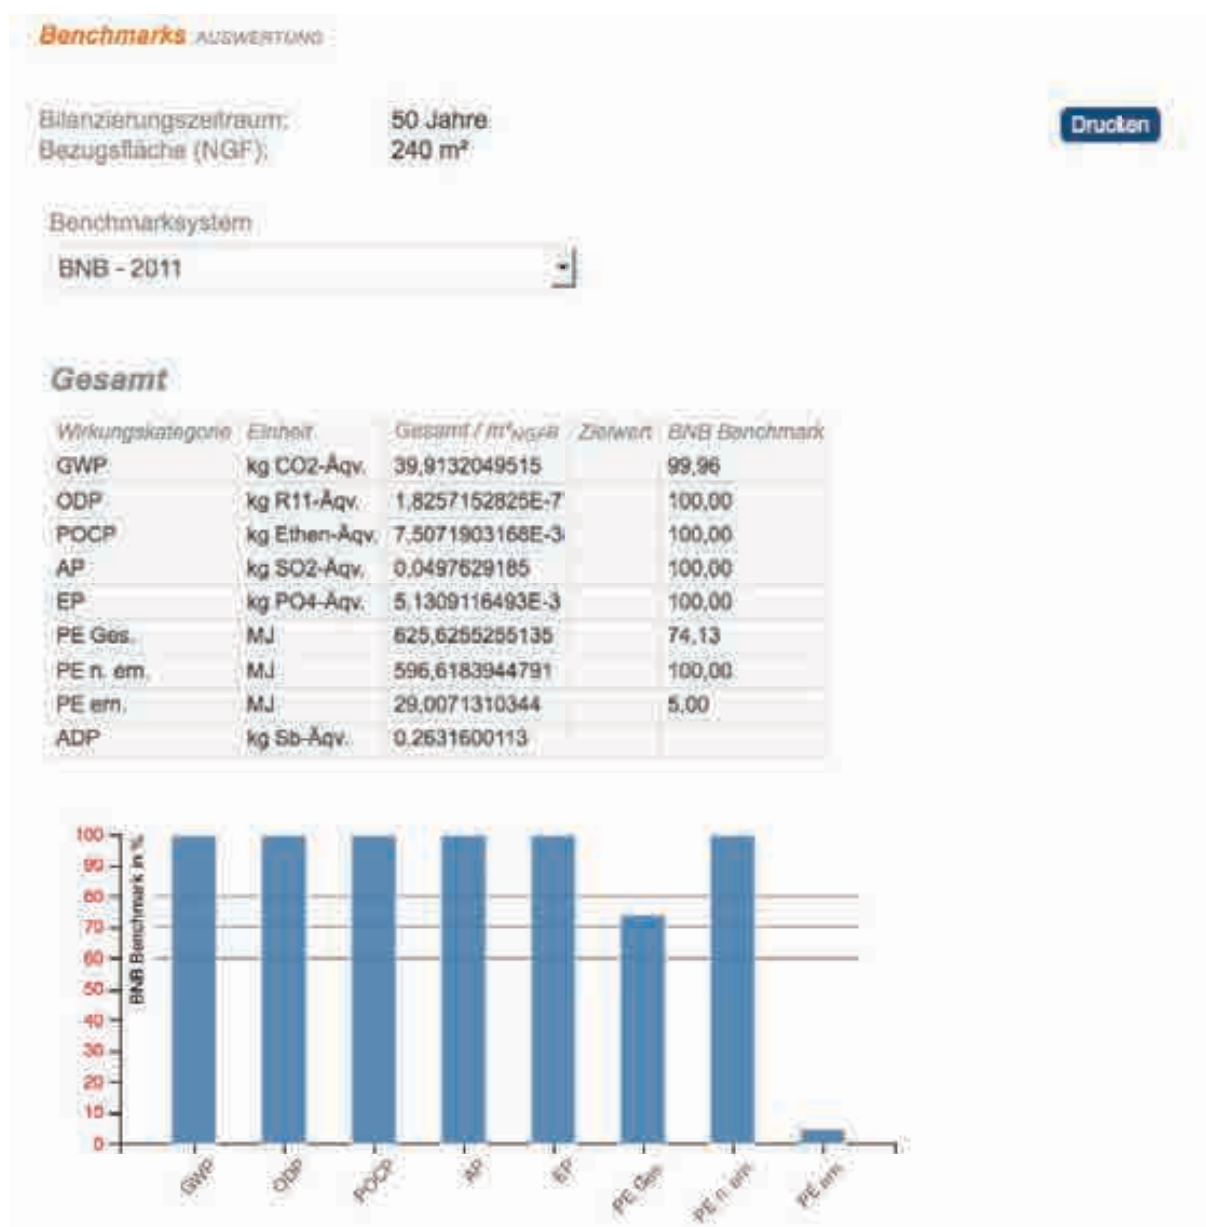 Benchmarks AUSWERTUNG
Bilanzierungszeitraum: 50 Jahre
Drucken
Bezugsfläche (NGF): 240 m²
Benchmarksystem
BNB - 2011
Gesamt
Wirkungskategorie Einheit Gesamt / m²NGFa Zielwert BNB Benchmark
GWP kg CO2-Äqv. 39,9132049515 99,96
ODP kg R11-Äqv. 1,8257152825E-7 100,00
POCP kg Ethen-Äqv. 7,5071903168E-3 100,00
AP kg SO2-Äqv. 0,0497629185 100,00
EP kg PO4-Äqv. 5,1309116493E-3 100,00
PE Ges. MJ 625,6255255135 74,13
PE n. ern. MJ 596,6183944791 100,00
PE ern. MJ 29,0071310344 5,00
ADP kg Sb-Äqv. 0,2631600113
BNB Benchmark in %
100
90
80
70
60
50
40
30
20
10
0
GWP ODP POCP AP EP PE Ges. PE n. ern. PE ern.